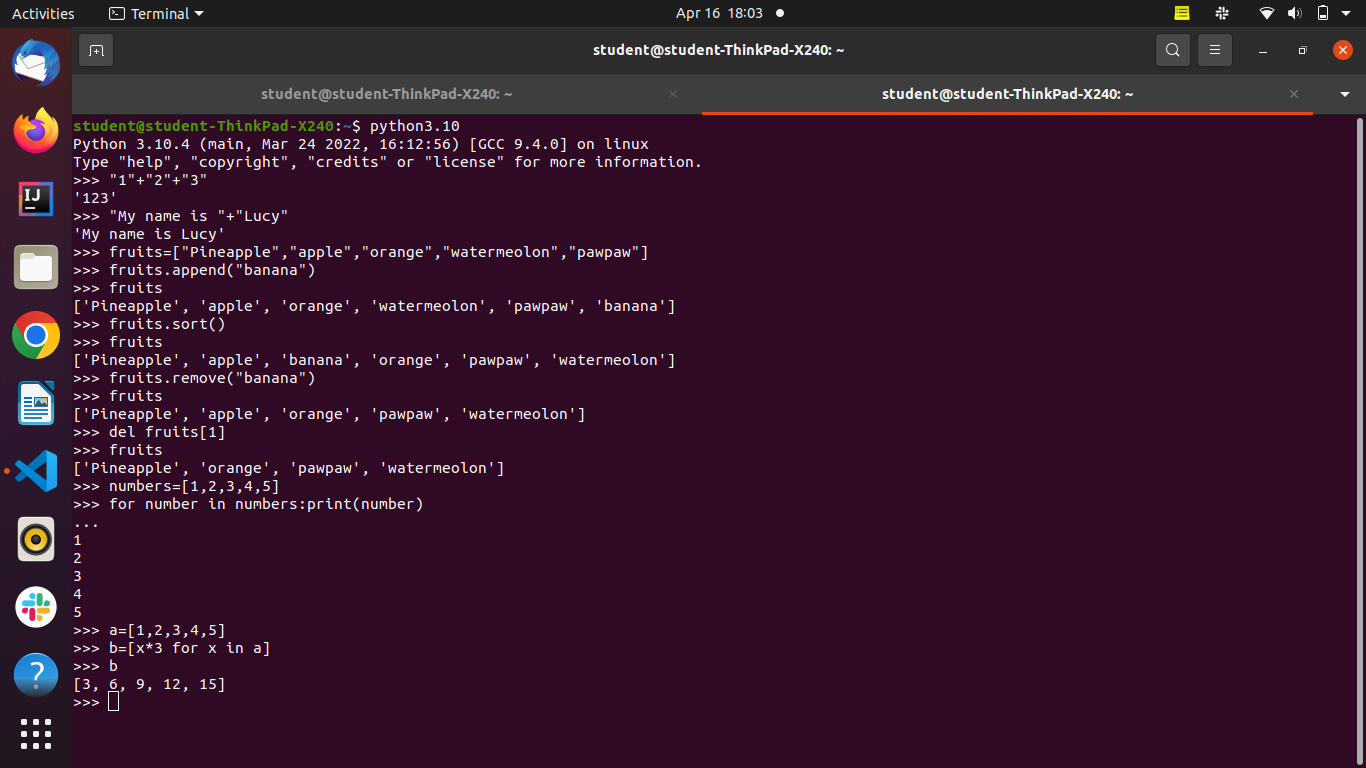 Activities
Terminal
Apr 16 18:03
student@student-ThinkPad-X240: ~
student@student-ThinkPad-X240: ~
student@student-ThinkPad-X240: ~
student@student-ThinkPad-X240:~$ python3.10
Python 3.10.4 (main, Mar 24 2022, 16:12:56) [GCC 9.4.0] on linux
Type "help", "copyright", "credits" or "license" for more information.
>>> "1"+"2"+"3"
'123'
>>> "My name is "+"Lucy"
'My name is Lucy'
>>> fruits=["Pineapple","apple","orange","watermeolon","pawpaw"]
>>> fruits.append("banana")
>>> fruits
['Pineapple', 'apple', 'orange', 'watermeolon', 'pawpaw', 'banana']
>>> fruits.sort()
>>> fruits
['Pineapple', 'apple', 'banana', 'orange', 'pawpaw', 'watermeolon']
>>> fruits.remove("banana")
>>> fruits
['Pineapple', 'apple', 'orange', 'pawpaw', 'watermeolon']
>>> del fruits[1]
>>> fruits
['Pineapple', 'orange', 'pawpaw', 'watermeolon']
>>> numbers=[1,2,3,4,5]
>>> for number in numbers:print(number)
...
1
2
3
4
5
>>> a=[1,2,3,4,5]
>>> b=[x*3 for x in a]
>>> b
[3, 6, 9, 12, 15]
>>>
IJ
?